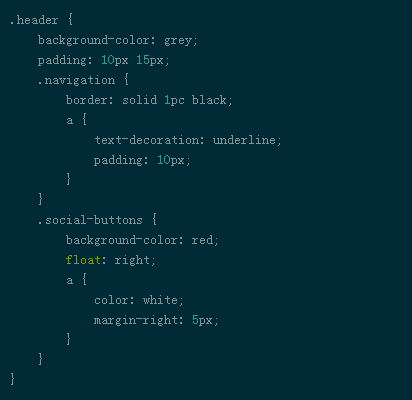 .header {
    background-color: grey;
    padding: 10px 15px;
    .navigation {
        border: solid 1pc black;
        a {
            text-decoration: underline;
            padding: 10px;
        }
    }
    .social-buttons {
        background-color: red;
        float: right;
        a {
            color: white;
            margin-right: 5px;
        }
    }
}